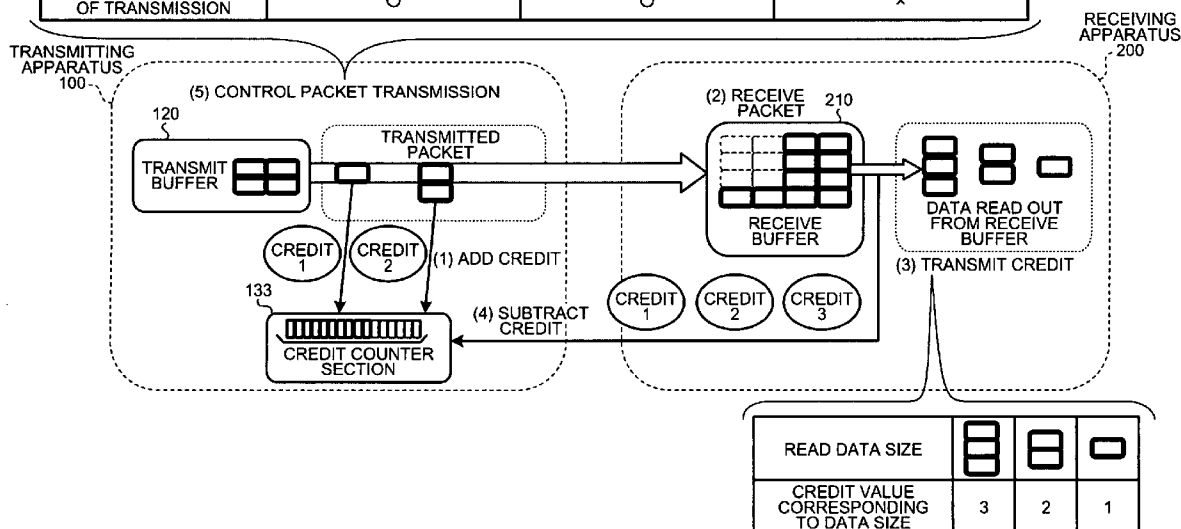 OF TRANSMISSION
○ ○ ×
TRANSMITTING
APPARATUS
100
RECEIVING
APPARATUS
200
(5) CONTROL PACKET TRANSMISSION
120
TRANSMIT
BUFFER
TRANSMITTED
PACKET
(2) RECEIVE
PACKET
210
RECEIVE
BUFFER
DATA READ OUT
FROM RECEIVE
BUFFER
(3) TRANSMIT CREDIT
CREDIT
1
CREDIT
2
(1) ADD CREDIT
133
CREDIT COUNTER
SECTION
(4) SUBTRACT
CREDIT
CREDIT
1
CREDIT
2
CREDIT
3
READ DATA SIZE
CREDIT VALUE
CORRESPONDING
TO DATA SIZE
3 2 1